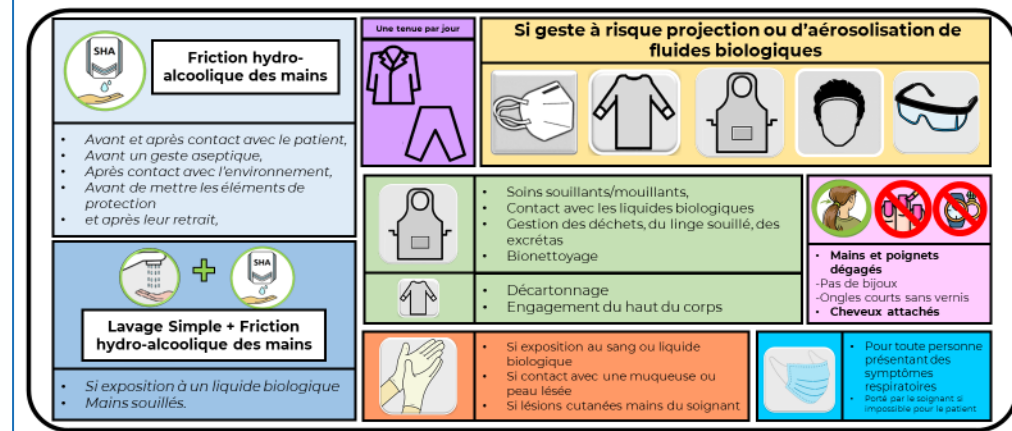 SHA
Friction hydro-
alcoolique des mains
• Avant et après contact avec le patient,
• Avant un geste aseptique,
• Après contact avec l'environnement,
• Avant de mettre les éléments de
protection
• et après leur retrait,
SHA
Lavage Simple + Friction
hydro-alcoolique des mains
• Si exposition à un liquide biologique
• Mains souillés.
Une tenue par jour
Si geste à risque projection ou d'aérosolisation de
fluides biologiques
• Soins souillants/mouillants,
• Contact avec les liquides biologiques
• Gestion des déchets, du linge souillé, des
excrétas
• Bionettoyage
• Décartonnage
• Engagement du haut du corps
• Mains et poignets
dégagés
-Pas de bijoux
-Ongles courts sans vernis
• Cheveux attachés
• Si exposition au sang ou liquide
biologique
• Si contact avec une muqueuse ou
peau lésée
• Si lésions cutanées mains du soignant
• Pour toute personne
présentant des
symptômes
respiratoires
• Porté par le soignant si
impossible pour le patient